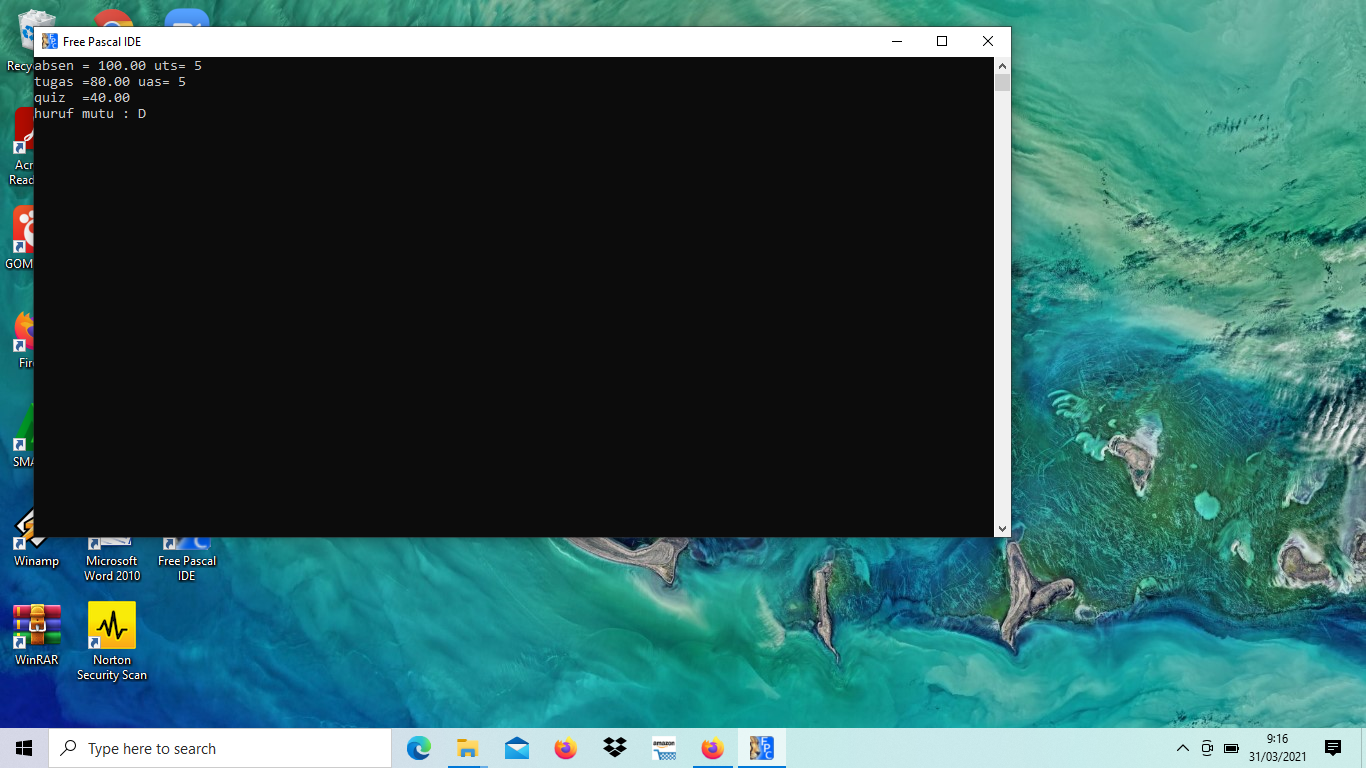 Free Pascal IDE
absen = 100.00 uts= 5
tugas =80.00 uas= 5
quiz  =40.00
huruf mutu : D
Recy
Acr
Read
GOM
Fir
SMA
Winamp
Microsoft
Word 2010
Free Pascal
IDE
WinRAR
Norton
Security Scan
Type here to search
amazon
FPC
9:16
31/03/2021